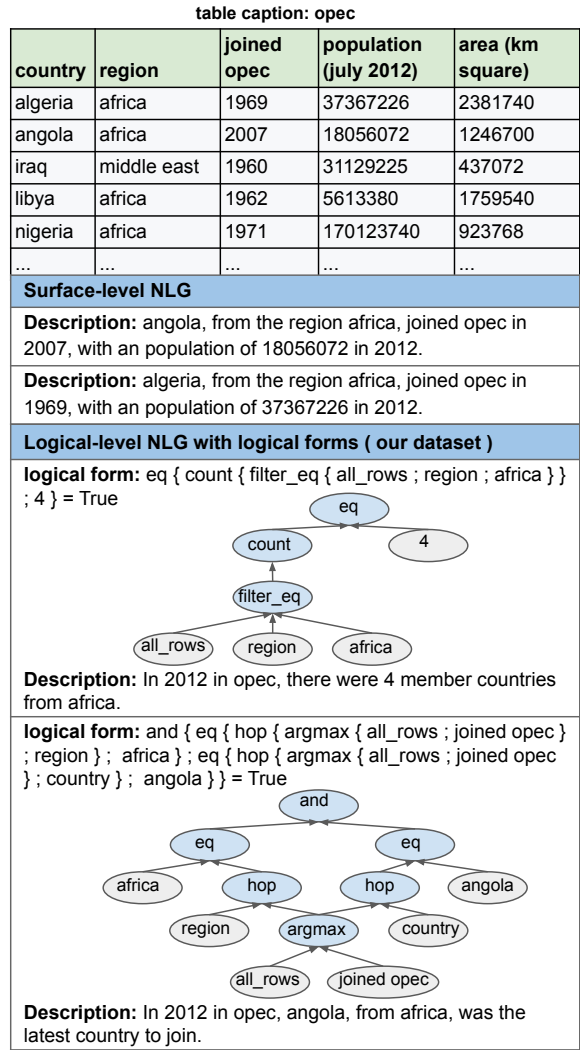 table caption: opec
country region joined opec population (july 2012) area (km square)
algeria africa 1969 37367226 2381740
angola africa 2007 18056072 1246700
iraq middle east 1960 31129225 437072
libya africa 1962 5613380 1759540
nigeria africa 1971 170123740 923768
... ... ... ... ...
Surface-level NLG
Description: angola, from the region africa, joined opec in
2007, with an population of 18056072 in 2012.
Description: algeria, from the region africa, joined opec in
1969, with an population of 37367226 in 2012.
Logical-level NLG with logical forms ( our dataset )
logical form: eq { count { filter_eq { all_rows ; region ; africa } }
; 4 } = True
eq
count 4
filter_eq
all_rows region africa
Description: In 2012 in opec, there were 4 member countries
from africa.
logical form: and { eq { hop { argmax { all_rows ; joined opec }
; region } ; africa } ; eq { hop { argmax { all_rows ; joined opec
} ; country } ; angola } } = True
and
eq eq
africa hop hop angola
region argmax country
all_rows joined opec
Description: In 2012 in opec, angola, from africa, was the
latest country to join.